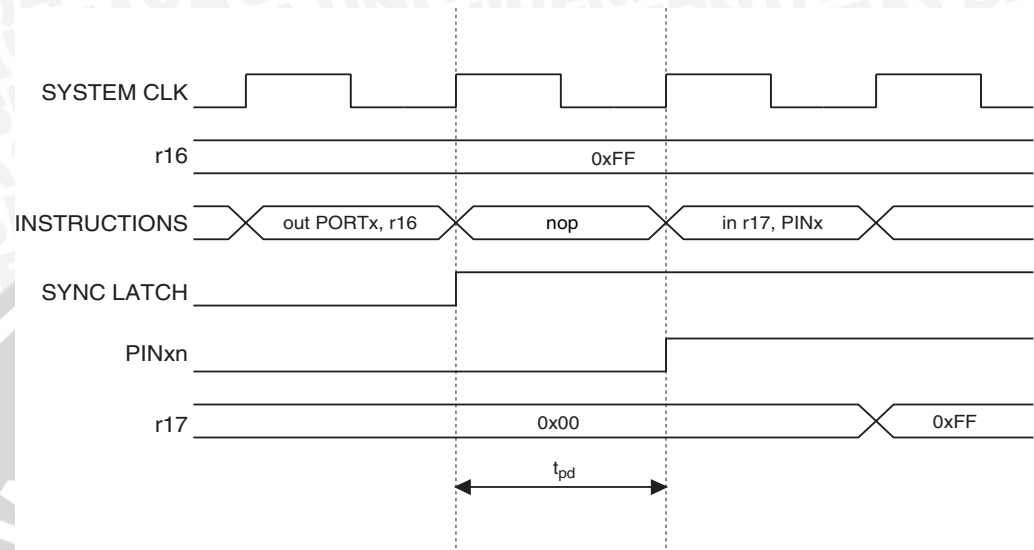 SYSTEM CLK
r16
0xFF
INSTRUCTIONS
out PORTx, r16
nop
in r17, PINx
SYNC LATCH
PINxn
r17
0x00
0xFF
tpd